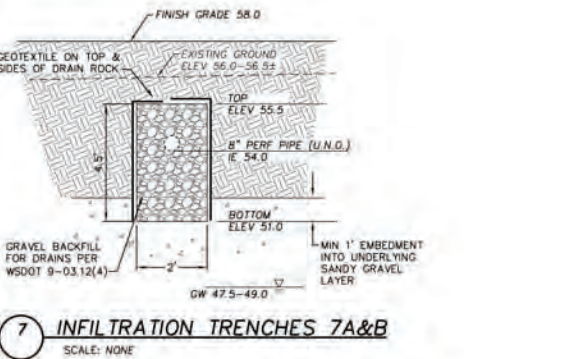 FINISH GRADE 58.0
GEOTEXTILE ON TOP &
SIDES OF DRAIN ROCK
EXISTING GROUND
ELEV 56.0-56.5±
TOP
ELEV 55.5
8" PERF PIPE (U.N.O.)
IE 54.0
4.5'
BOTTOM
ELEV 51.0
GRAVEL BACKFILL
FOR DRAINS PER
WSDOT 9-03.12(4)
2'
MIN 1' EMBEDMENT
INTO UNDERLYING
SANDY GRAVEL
LAYER
GW 47.5-49.0
7 INFILTRATION TRENCHES 7A&B
SCALE: NONE